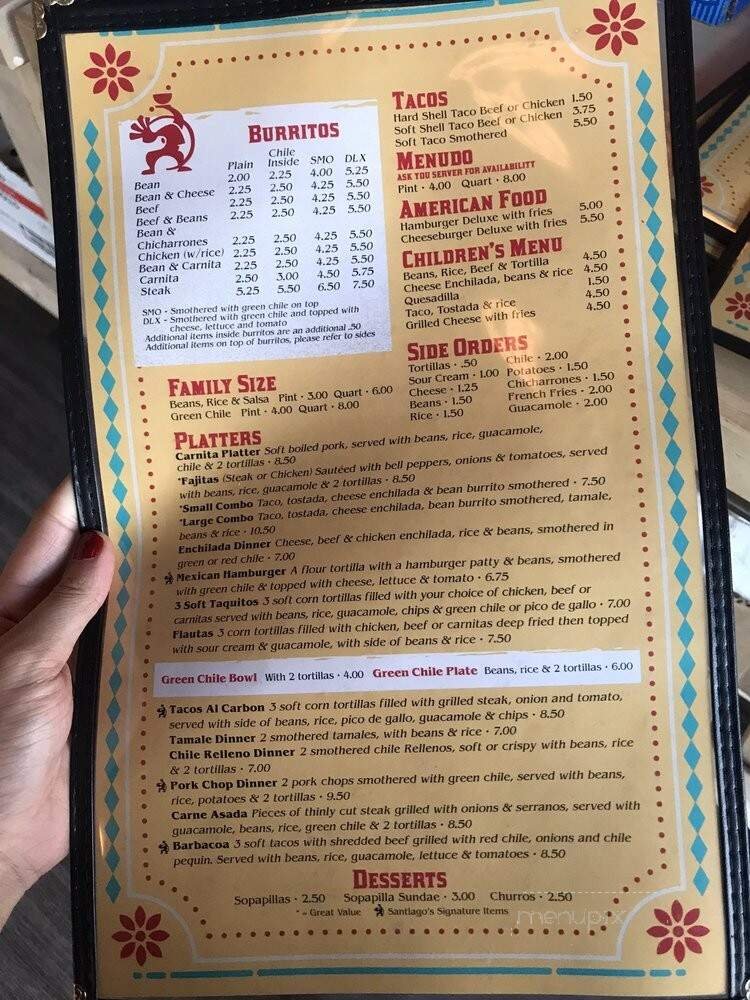 BURRITOS
Plain Chile Inside SMO DLX
Bean 2.00 2.25 4.00 5.25
Bean & Cheese 2.25 2.50 4.25 5.50
Beef 2.25 2.50 4.25 5.50
Beef & Beans 2.25 2.50 4.25 5.50
Bean &
Chicharrones 2.25 2.50 4.25 5.50
Chicken (w/rice) 2.25 2.50 4.25 5.50
Bean & Carnita 2.25 2.50 4.25 5.50
Carnita 2.50 3.00 4.50 5.75
Steak 5.25 5.50 6.50 7.50
SMO - Smothered with green chile on top
DLX - Smothered with green chile and topped with
cheese, lettuce and tomato
Additional items inside burritos are an additional .50
Additional items on top of burritos, please refer to sides
TACOS
Hard Shell Taco Beef or Chicken 1.50
Soft Shell Taco Beef or Chicken 3.75
Soft Taco Smothered 5.50
MENUDO
ASK YOU SERVER FOR AVAILABILITY
Pint · 4.00 Quart · 8.00
AMERICAN FOOD
Hamburger Deluxe with fries 5.00
Cheeseburger Deluxe with fries 5.50
CHILDREN'S MENU
Beans, Rice, Beef & Tortilla 4.50
Cheese Enchilada, beans & rice 4.50
Quesadilla 1.50
Taco, Tostada & rice 4.50
Grilled Cheese with fries 4.50
SIDE ORDERS
Tortillas · .50 Chile · 2.00
Sour Cream · 1.00 Potatoes · 1.50
Cheese · 1.25 Chicharrones · 1.50
Beans · 1.50 French Fries · 2.00
Rice · 1.50 Guacamole · 2.00
FAMILY SIZE
Beans, Rice & Salsa Pint · 3.00 Quart · 6.00
Green Chile Pint · 4.00 Quart · 8.00
PLATTERS
Carnita Platter Soft boiled pork, served with beans, rice, guacamole,
chile & 2 tortillas · 8.50
*Fajitas (Steak or Chicken) Sautéed with bell peppers, onions & tomatoes, served
with beans, rice, guacamole & 2 tortillas · 8.50
*Small Combo Taco, tostada, cheese enchilada & bean burrito smothered · 7.50
*Large Combo Taco, tostada, cheese enchilada, bean burrito smothered, tamale,
beans & rice · 10.50
Enchilada Dinner Cheese, beef & chicken enchilada, rice & beans, smothered in
green or red chile · 7.00
Mexican Hamburger A flour tortilla with a hamburger patty & beans, smothered
with green chile & topped with cheese, lettuce & tomato · 6.75
3 Soft Taquitos 3 soft corn tortillas filled with your choice of chicken, beef or
carnitas served with beans, rice, guacamole, chips & green chile or pico de gallo · 7.00
Flautas 3 corn tortillas filled with chicken, beef or carnitas deep fried then topped
with sour cream & guacamole, with side of beans & rice · 7.50
Green Chile Bowl With 2 tortillas · 4.00 Green Chile Plate Beans, rice & 2 tortillas · 6.00
Tacos Al Carbon 3 soft corn tortillas filled with grilled steak, onion and tomato,
served with side of beans, rice, pico de gallo, guacamole & chips · 8.50
Tamale Dinner 2 smothered tamales, with beans & rice · 7.00
Chile Relleno Dinner 2 smothered chile Rellenos, soft or crispy with beans, rice
& 2 tortillas · 7.00
Pork Chop Dinner 2 pork chops smothered with green chile, served with beans,
rice, potatoes & 2 tortillas · 9.50
Carne Asada Pieces of thinly cut steak grilled with onions & serranos, served with
guacamole, beans, rice, green chile & 2 tortillas · 8.50
Barbacoa 3 soft tacos with shredded beef grilled with red chile, onions and chile
pequin. Served with beans, rice, guacamole, lettuce & tomatoes · 8.50
DESSERTS
Sopapillas · 2.50 Sopapilla Sundae · 3.00 Churros · 2.50
* = Great Value Santiago's Signature Items
menupix